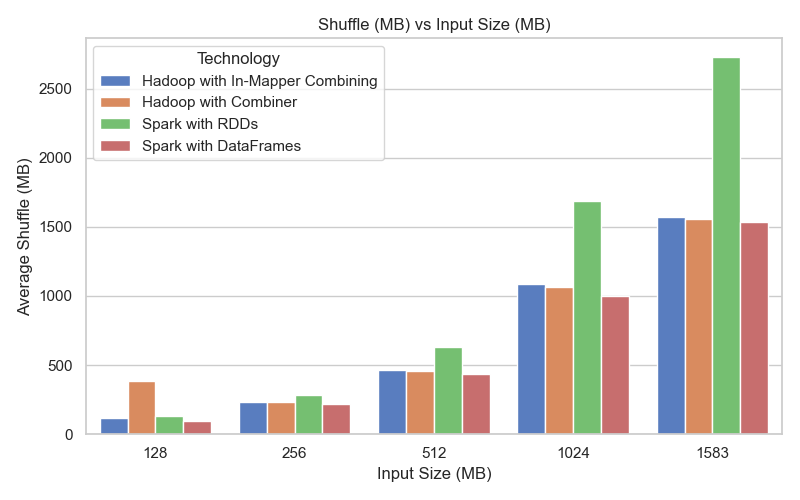 Shuffle (MB) vs Input Size (MB)
Technology
Hadoop with In-Mapper Combining
Hadoop with Combiner
Spark with RDDs
Spark with DataFrames
Average Shuffle (MB)
2500
2000
1500
1000
500
0
128 256 512 1024 1583
Input Size (MB)